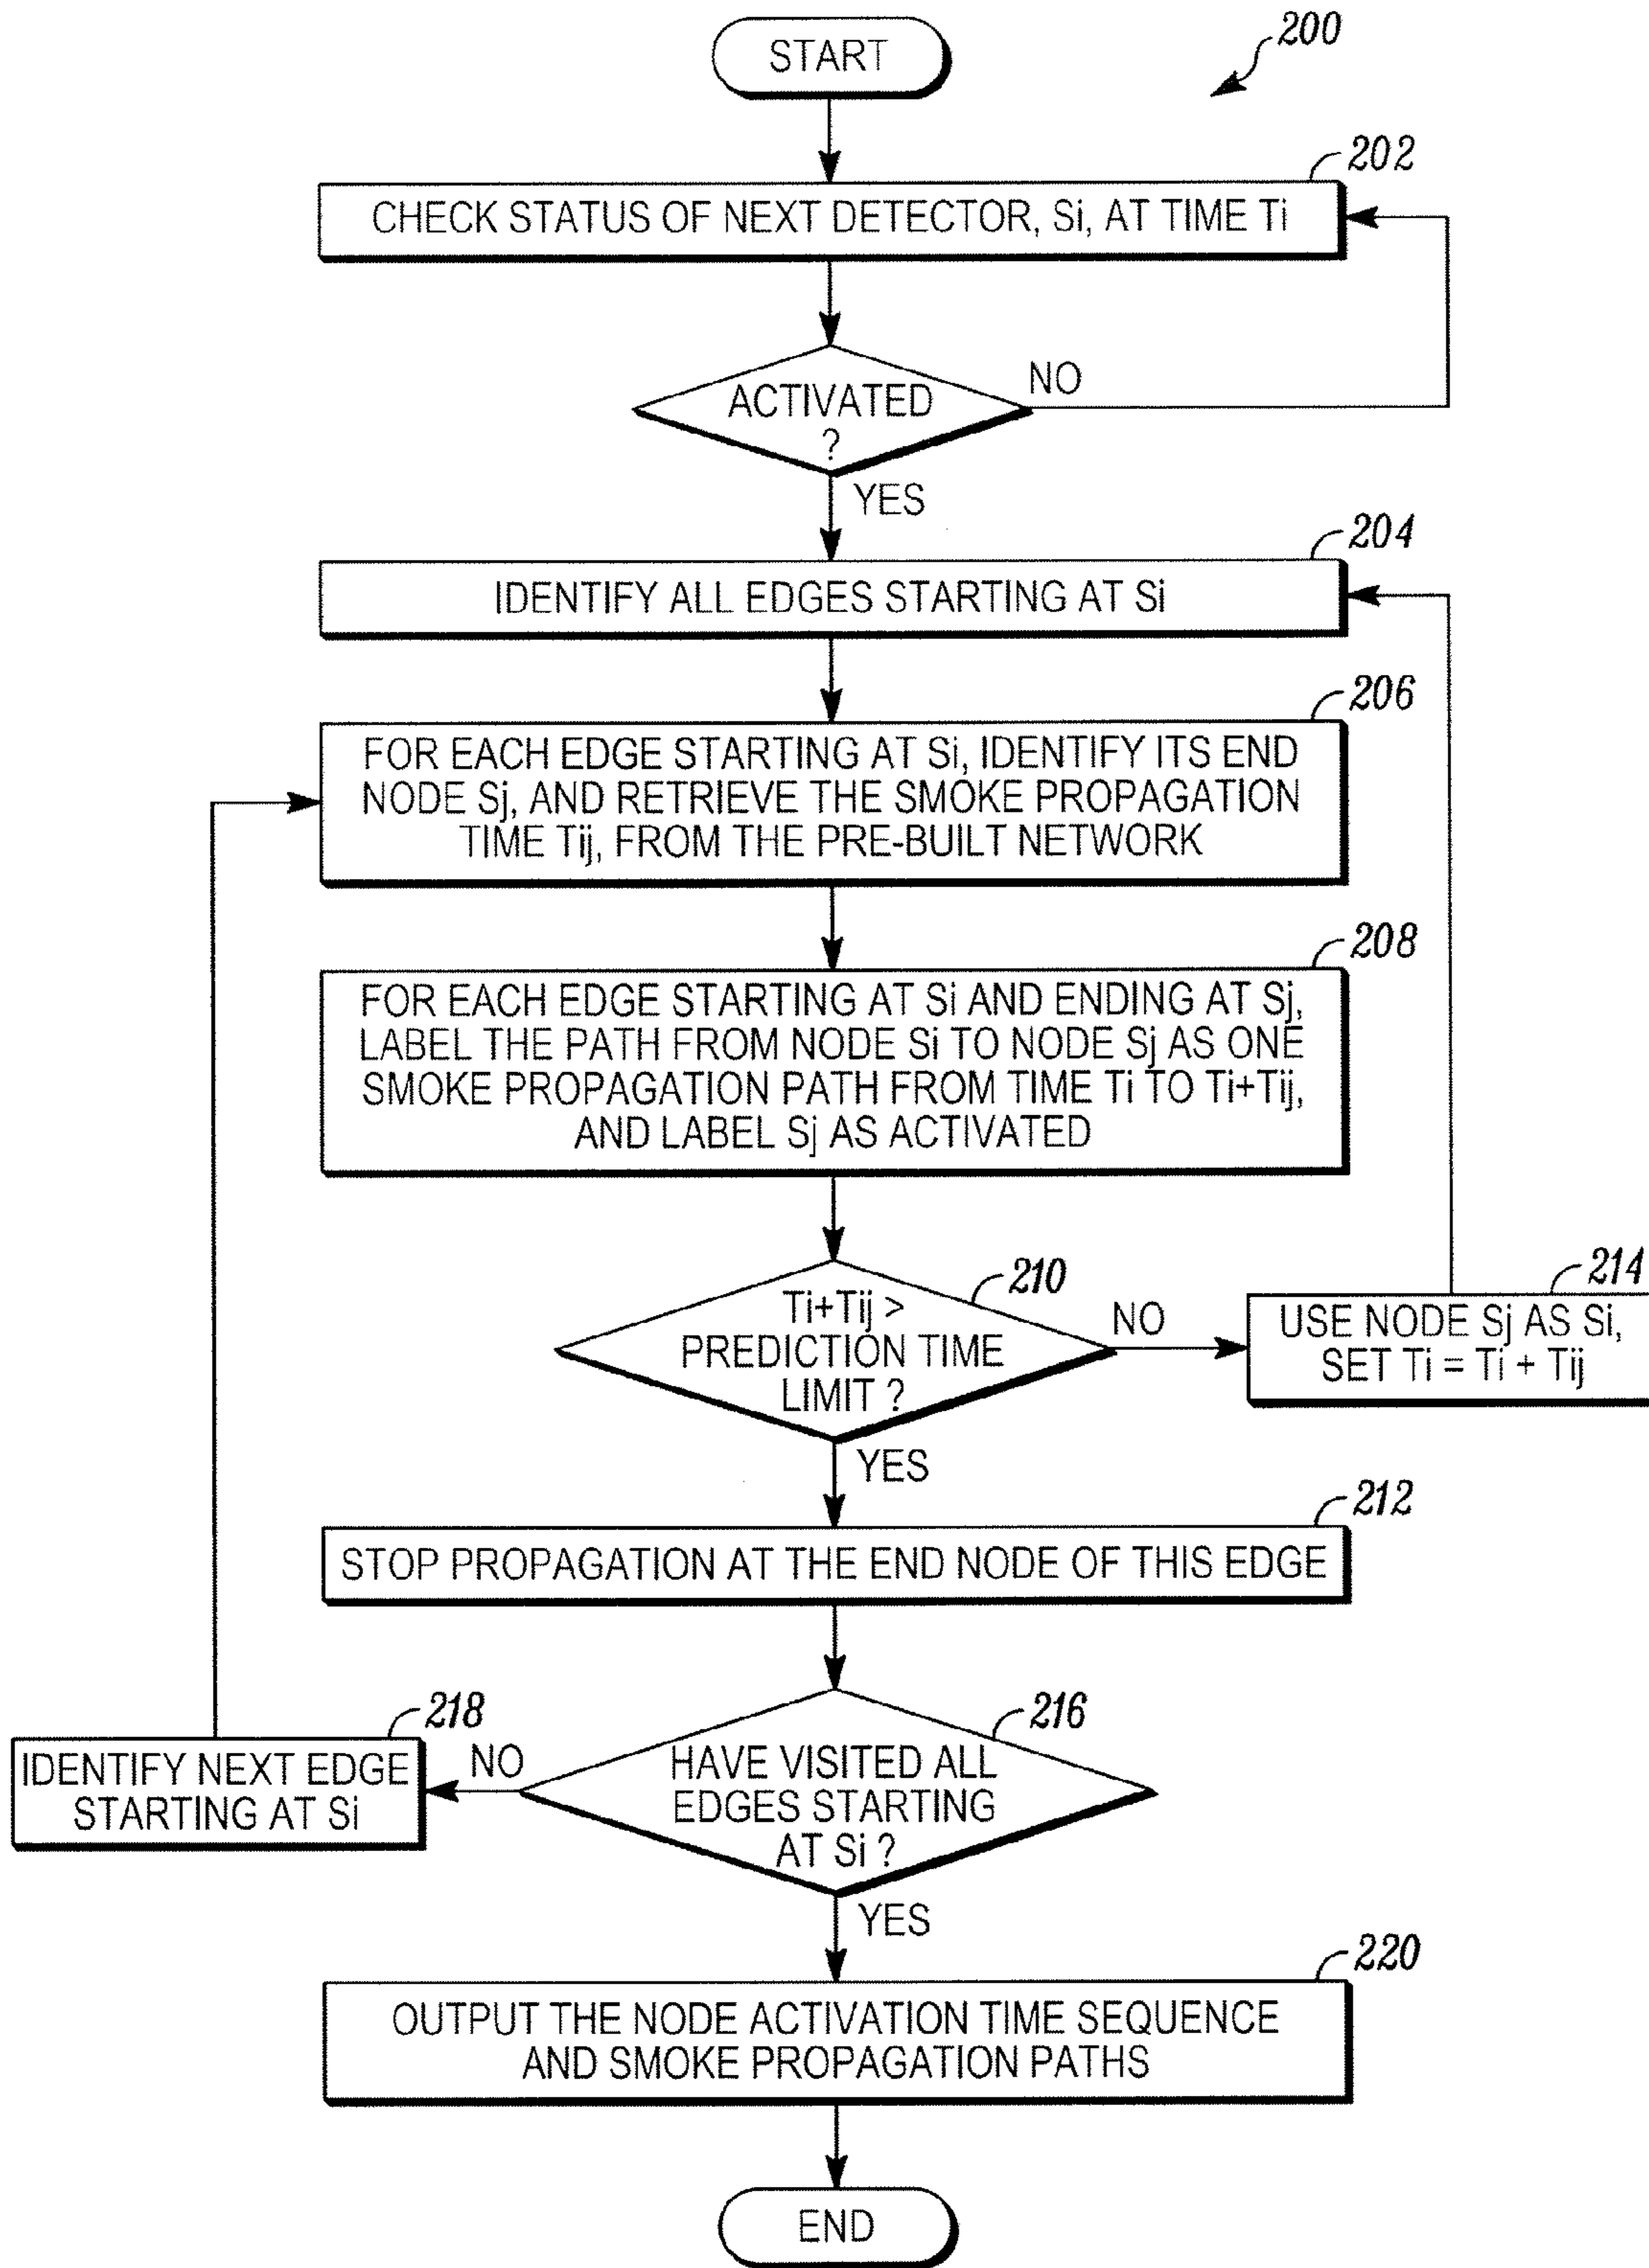 START
200
202
CHECK STATUS OF NEXT DETECTOR, Si, AT TIME Ti
ACTIVATED
?
NO
YES
204
IDENTIFY ALL EDGES STARTING AT Si
206
FOR EACH EDGE STARTING AT Si, IDENTIFY ITS END
NODE Sj, AND RETRIEVE THE SMOKE PROPAGATION
TIME Tij, FROM THE PRE-BUILT NETWORK
208
FOR EACH EDGE STARTING AT Si AND ENDING AT Sj,
LABEL THE PATH FROM NODE Si TO NODE Sj AS ONE
SMOKE PROPAGATION PATH FROM TIME Ti TO Ti+Tij,
AND LABEL Sj AS ACTIVATED
210
Ti+Tij >
PREDICTION TIME
LIMIT ?
NO
214
USE NODE Sj AS Si,
SET Ti = Ti + Tij
YES
212
STOP PROPAGATION AT THE END NODE OF THIS EDGE
216
HAVE VISITED ALL
EDGES STARTING
AT Si ?
NO
218
IDENTIFY NEXT EDGE
STARTING AT Si
YES
220
OUTPUT THE NODE ACTIVATION TIME SEQUENCE
AND SMOKE PROPAGATION PATHS
END